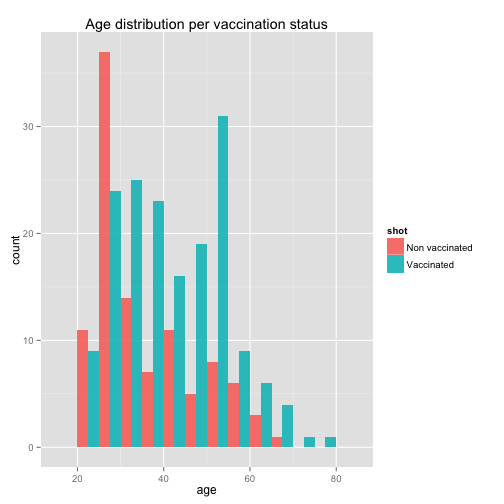 Age distribution per vaccination status
30
20
10
0
count
20
40
60
80
age
shot
Non vaccinated
Vaccinated